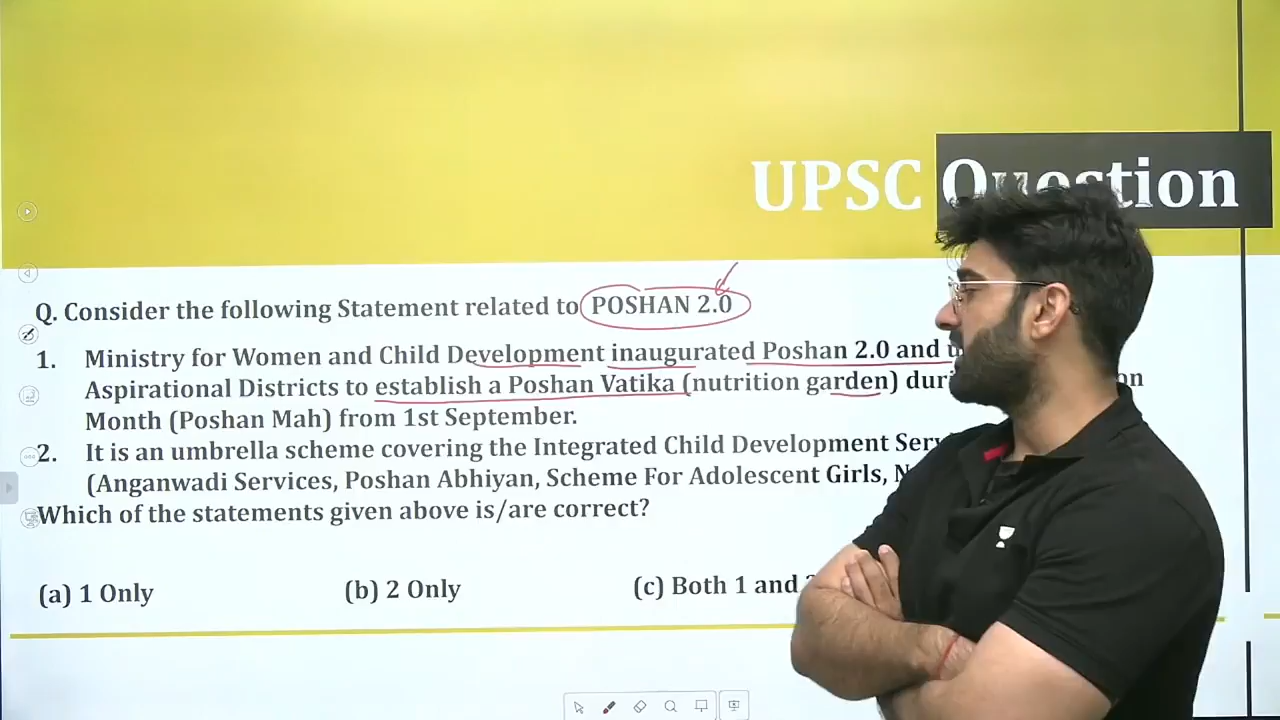 UPSC Question
Q. Consider the following Statement related to POSHAN 2.0
1. Ministry for Women and Child Development inaugurated Poshan 2.0 and
Aspirational Districts to establish a Poshan Vatika (nutrition garden)
Month (Poshan Mah) from 1st September.
2. It is an umbrella scheme covering the Integrated Child Development
(Anganwadi Services, Poshan Abhiyan, Scheme For Adolescent Girls,
Which of the statements given above is/are correct?
(a) 1 Only
(b) 2 Only
(c) Both 1 and